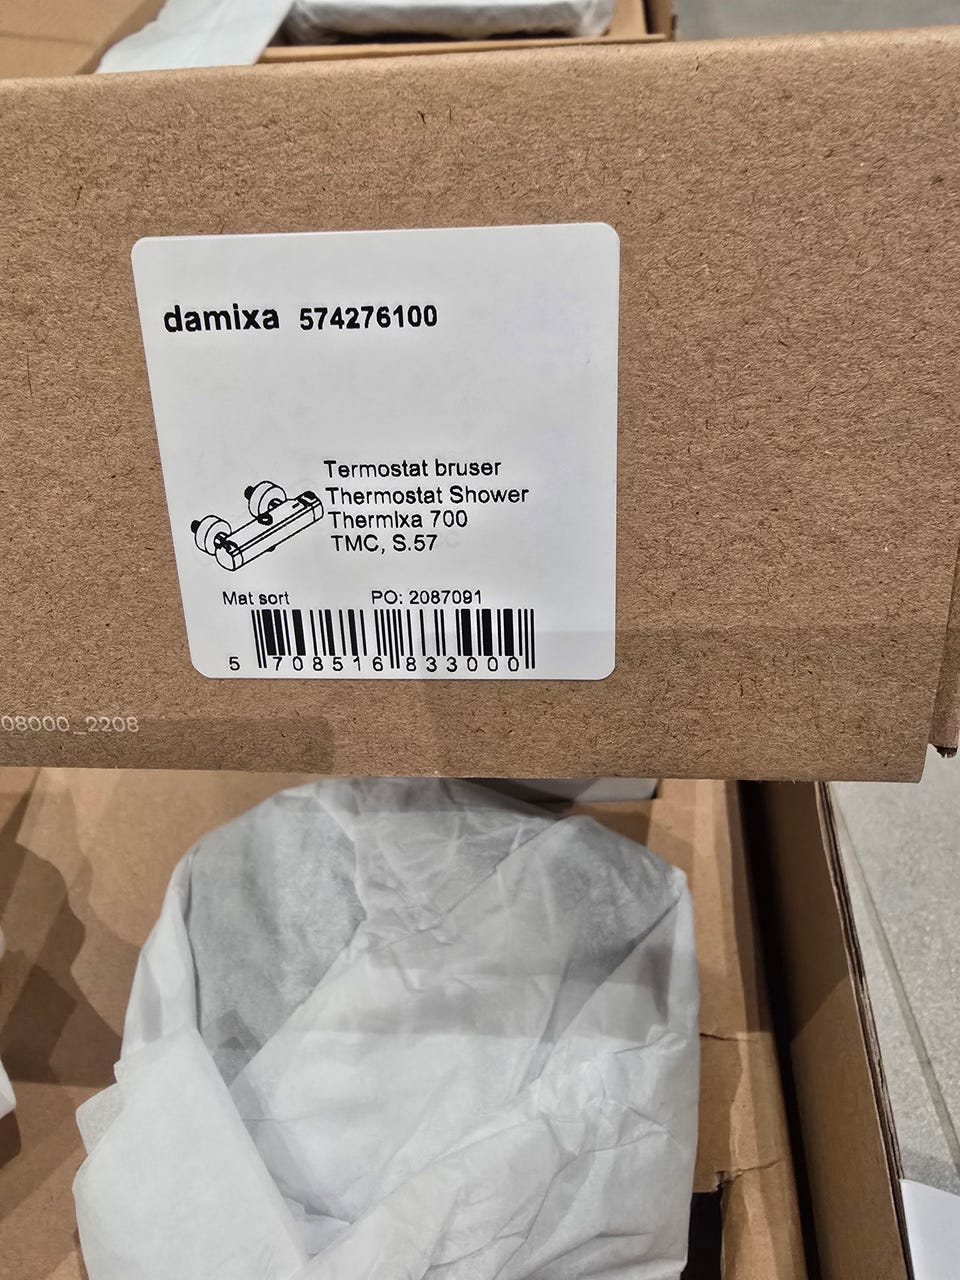 damixa 574276100
Termostat bruser
Thermostat Shower
Thermixa 700
TMC, S.57
Mat sort PO: 2087091
5 708516 833000
08000_2208